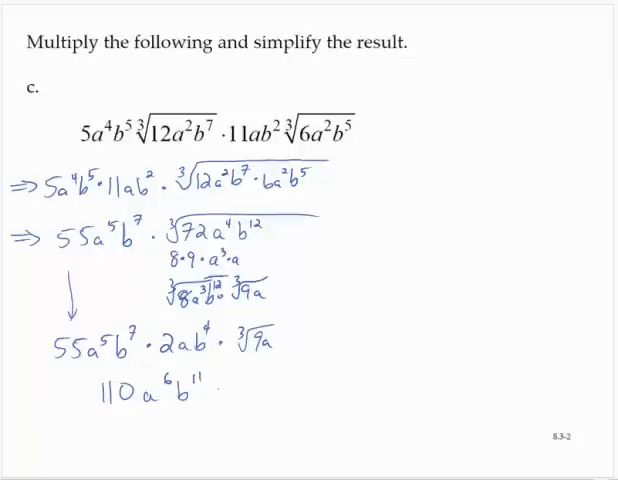 Multiply the following and simplify the result.
c.
5a⁴b⁵∛(12a²b⁷) · 11ab²∛(6a²b⁵)
⇒ 5a⁴b⁵ · 11ab² · ∛(12a²b⁷ · 6a²b⁵)
⇒ 55a⁵b⁷ · ∛(72a⁴b¹²)
8·9·a³·a
∛(8a³b¹²) · ∛(9a)
↓
55a⁵b⁷ · 2ab⁴ · ∛(9a)
110a⁶b¹¹ ·
8.3-2